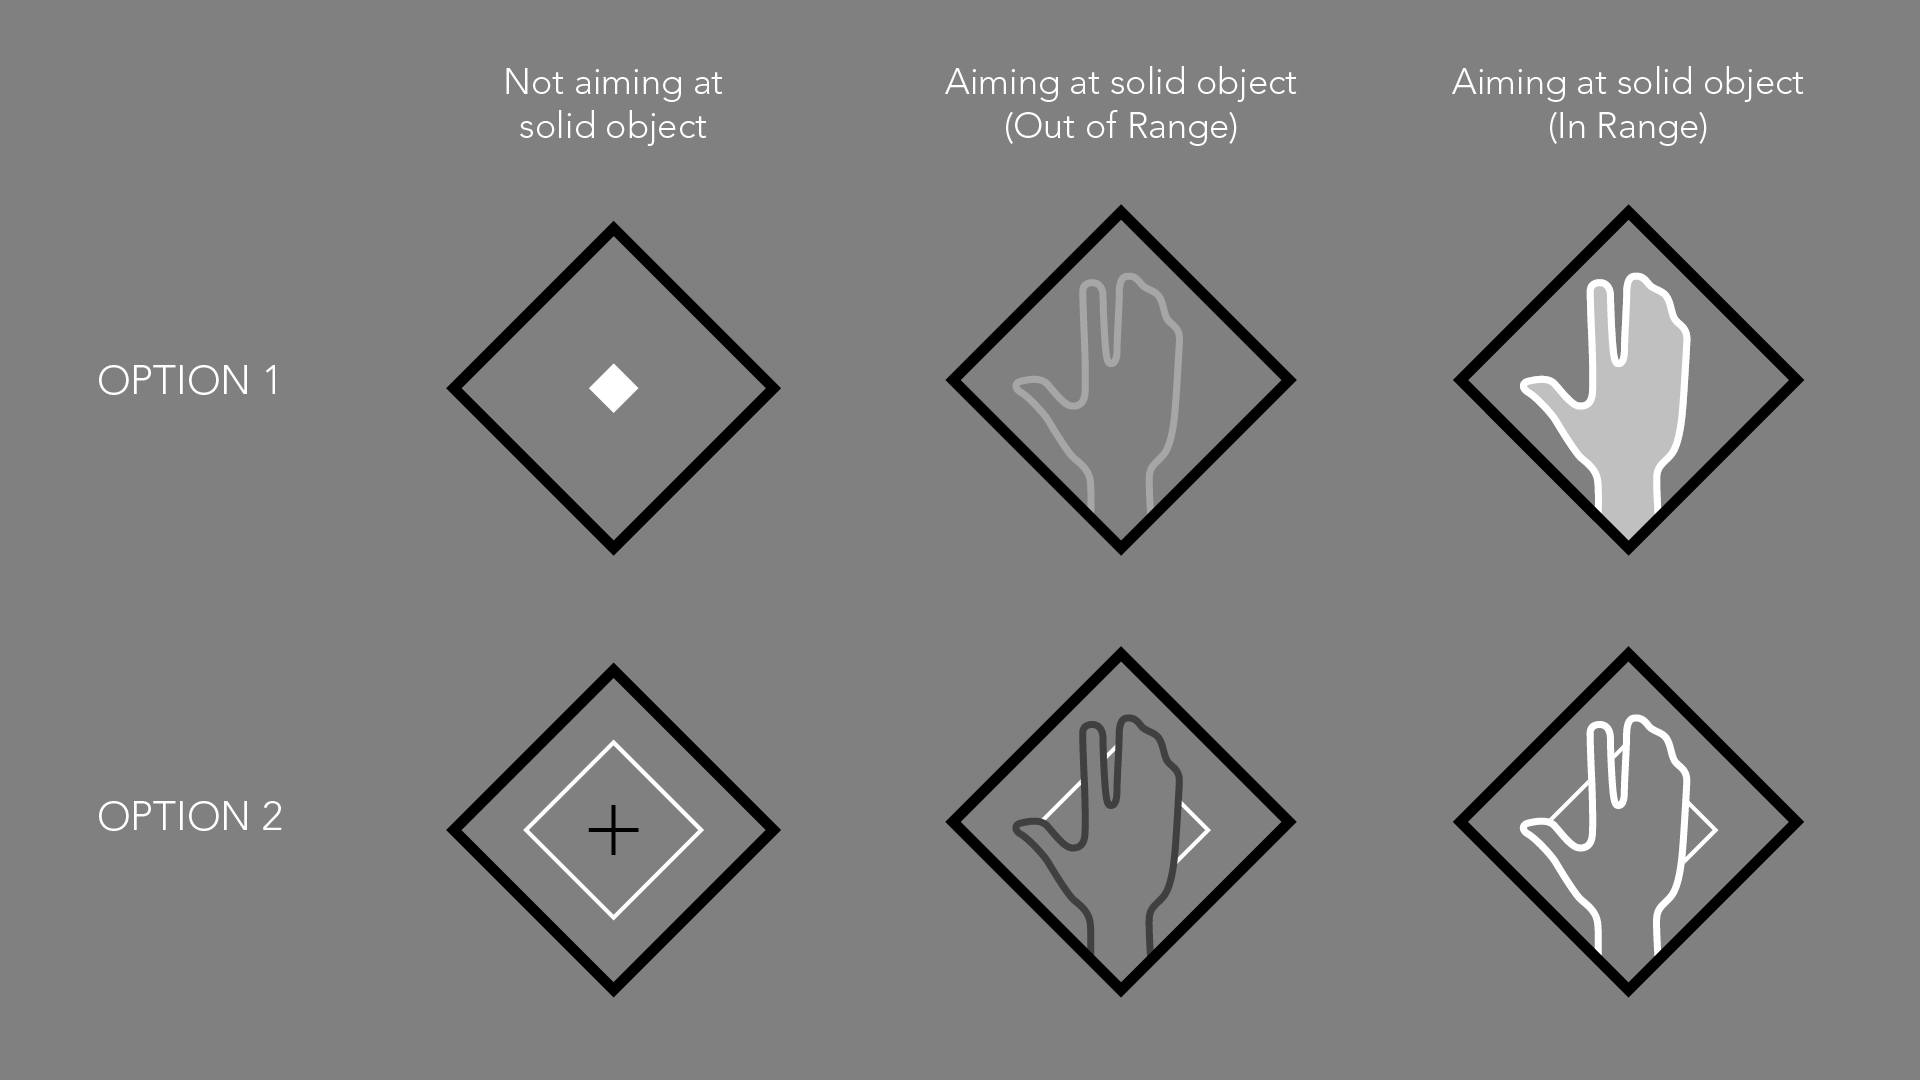 Not aiming at
solid object
Aiming at solid object
(Out of Range)
Aiming at solid object
(In Range)
OPTION 1
OPTION 2